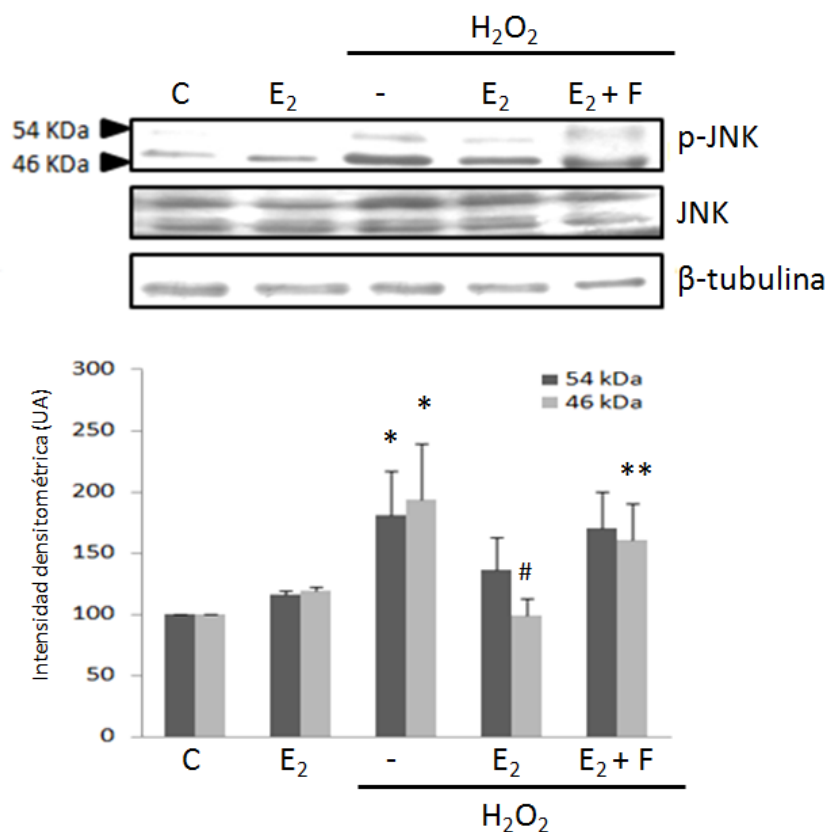 H₂O₂
C E₂ - E₂ E₂ + F
54 KDa
p-JNK
46 KDa
JNK
β-tubulina
300
54 kDa
46 kDa
250
*
*
200
**
150
#
100
50
0
Intensidad densitométrica (UA)
C E₂ - E₂ E₂ + F
H₂O₂